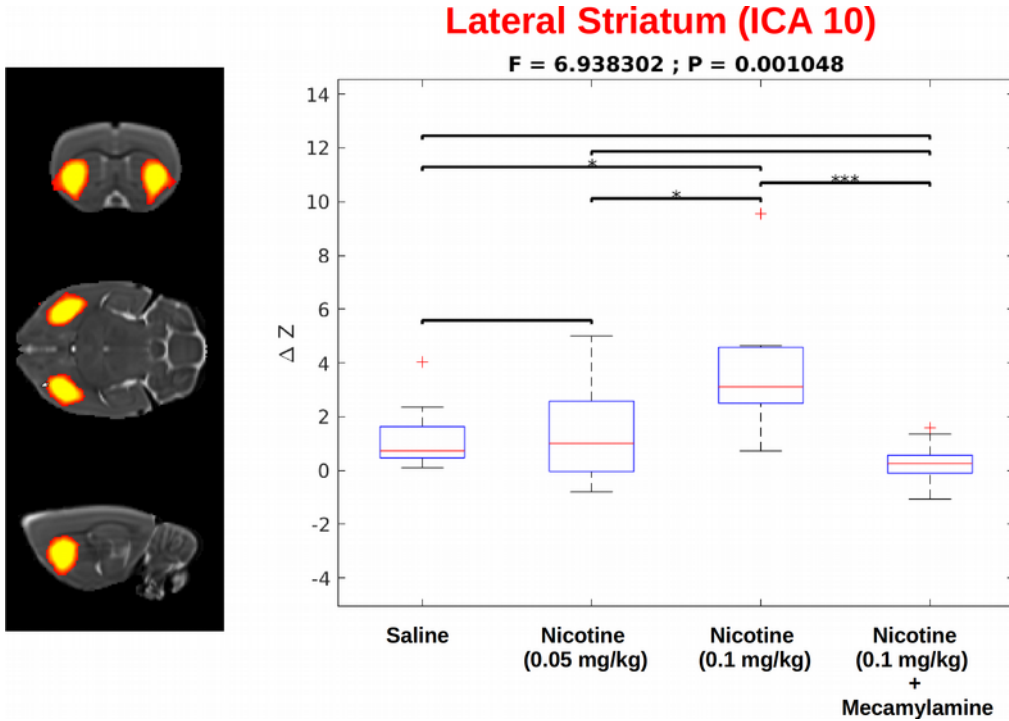 Lateral Striatum (ICA 10)
F = 6.938302 ; P = 0.001048
14
12
10
8
6
4
2
0
-2
-4
Δ Z
*
***
*
Saline
Nicotine
(0.05 mg/kg)
Nicotine
(0.1 mg/kg)
Nicotine
(0.1 mg/kg)
+
Mecamylamine